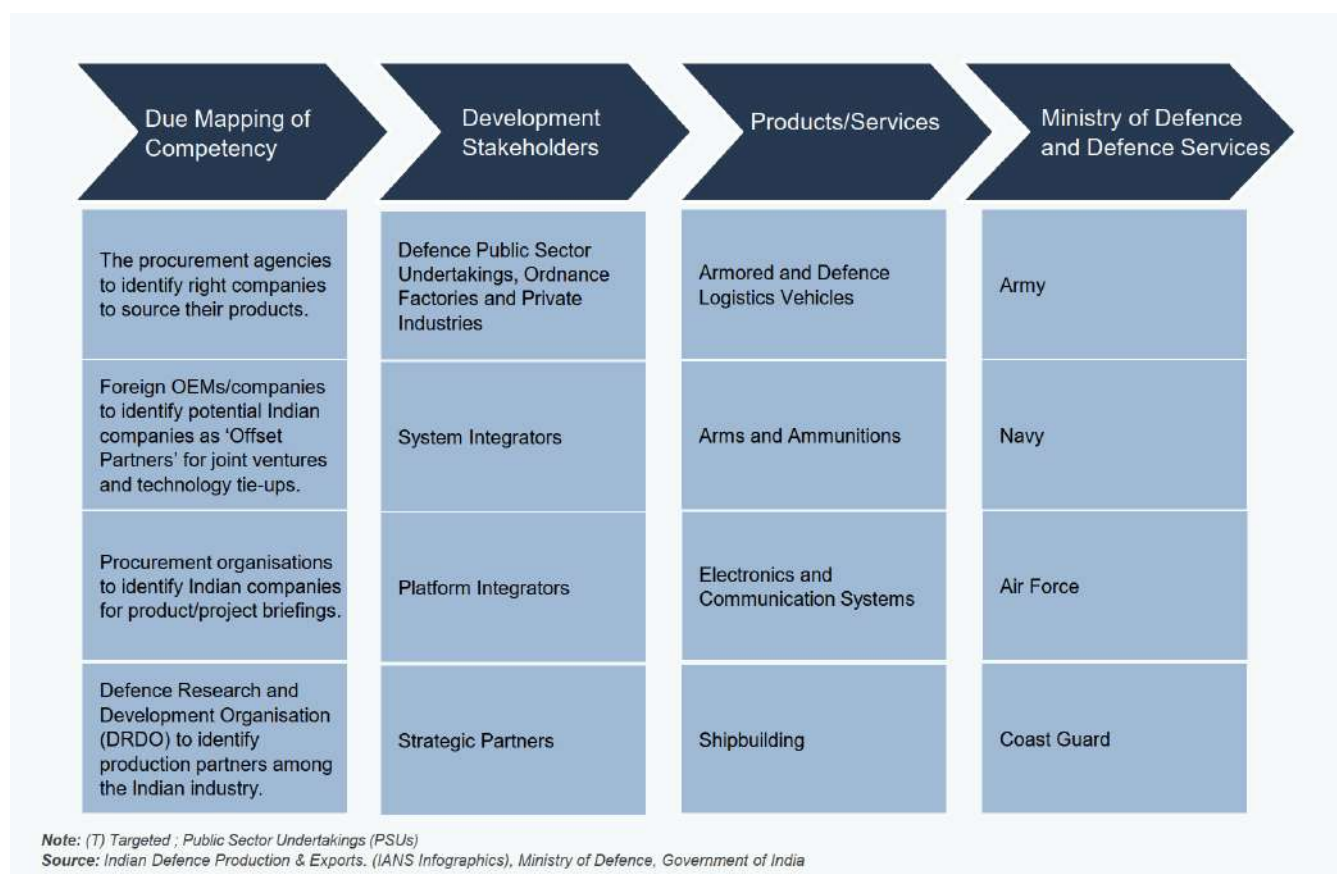 Due Mapping of
Competency
Development
Stakeholders
Products/Services
Ministry of Defence
and Defence Services
The procurement agencies
to identify right companies
to source their products.
Defence Public Sector
Undertakings, Ordnance
Factories and Private
Industries
Armored and Defence
Logistics Vehicles
Army
Foreign OEMs/companies
to identify potential Indian
companies as ‘Offset
Partners’ for joint ventures
and technology tie-ups.
System Integrators
Arms and Ammunitions
Navy
Procurement organisations
to identify Indian companies
for product/project briefings.
Platform Integrators
Electronics and
Communication Systems
Air Force
Defence Research and
Development Organisation
(DRDO) to identify
production partners among
the Indian industry.
Strategic Partners
Shipbuilding
Coast Guard
Note: (T) Targeted ; Public Sector Undertakings (PSUs)
Source: Indian Defence Production & Exports. (IANS Infographics), Ministry of Defence, Government of India